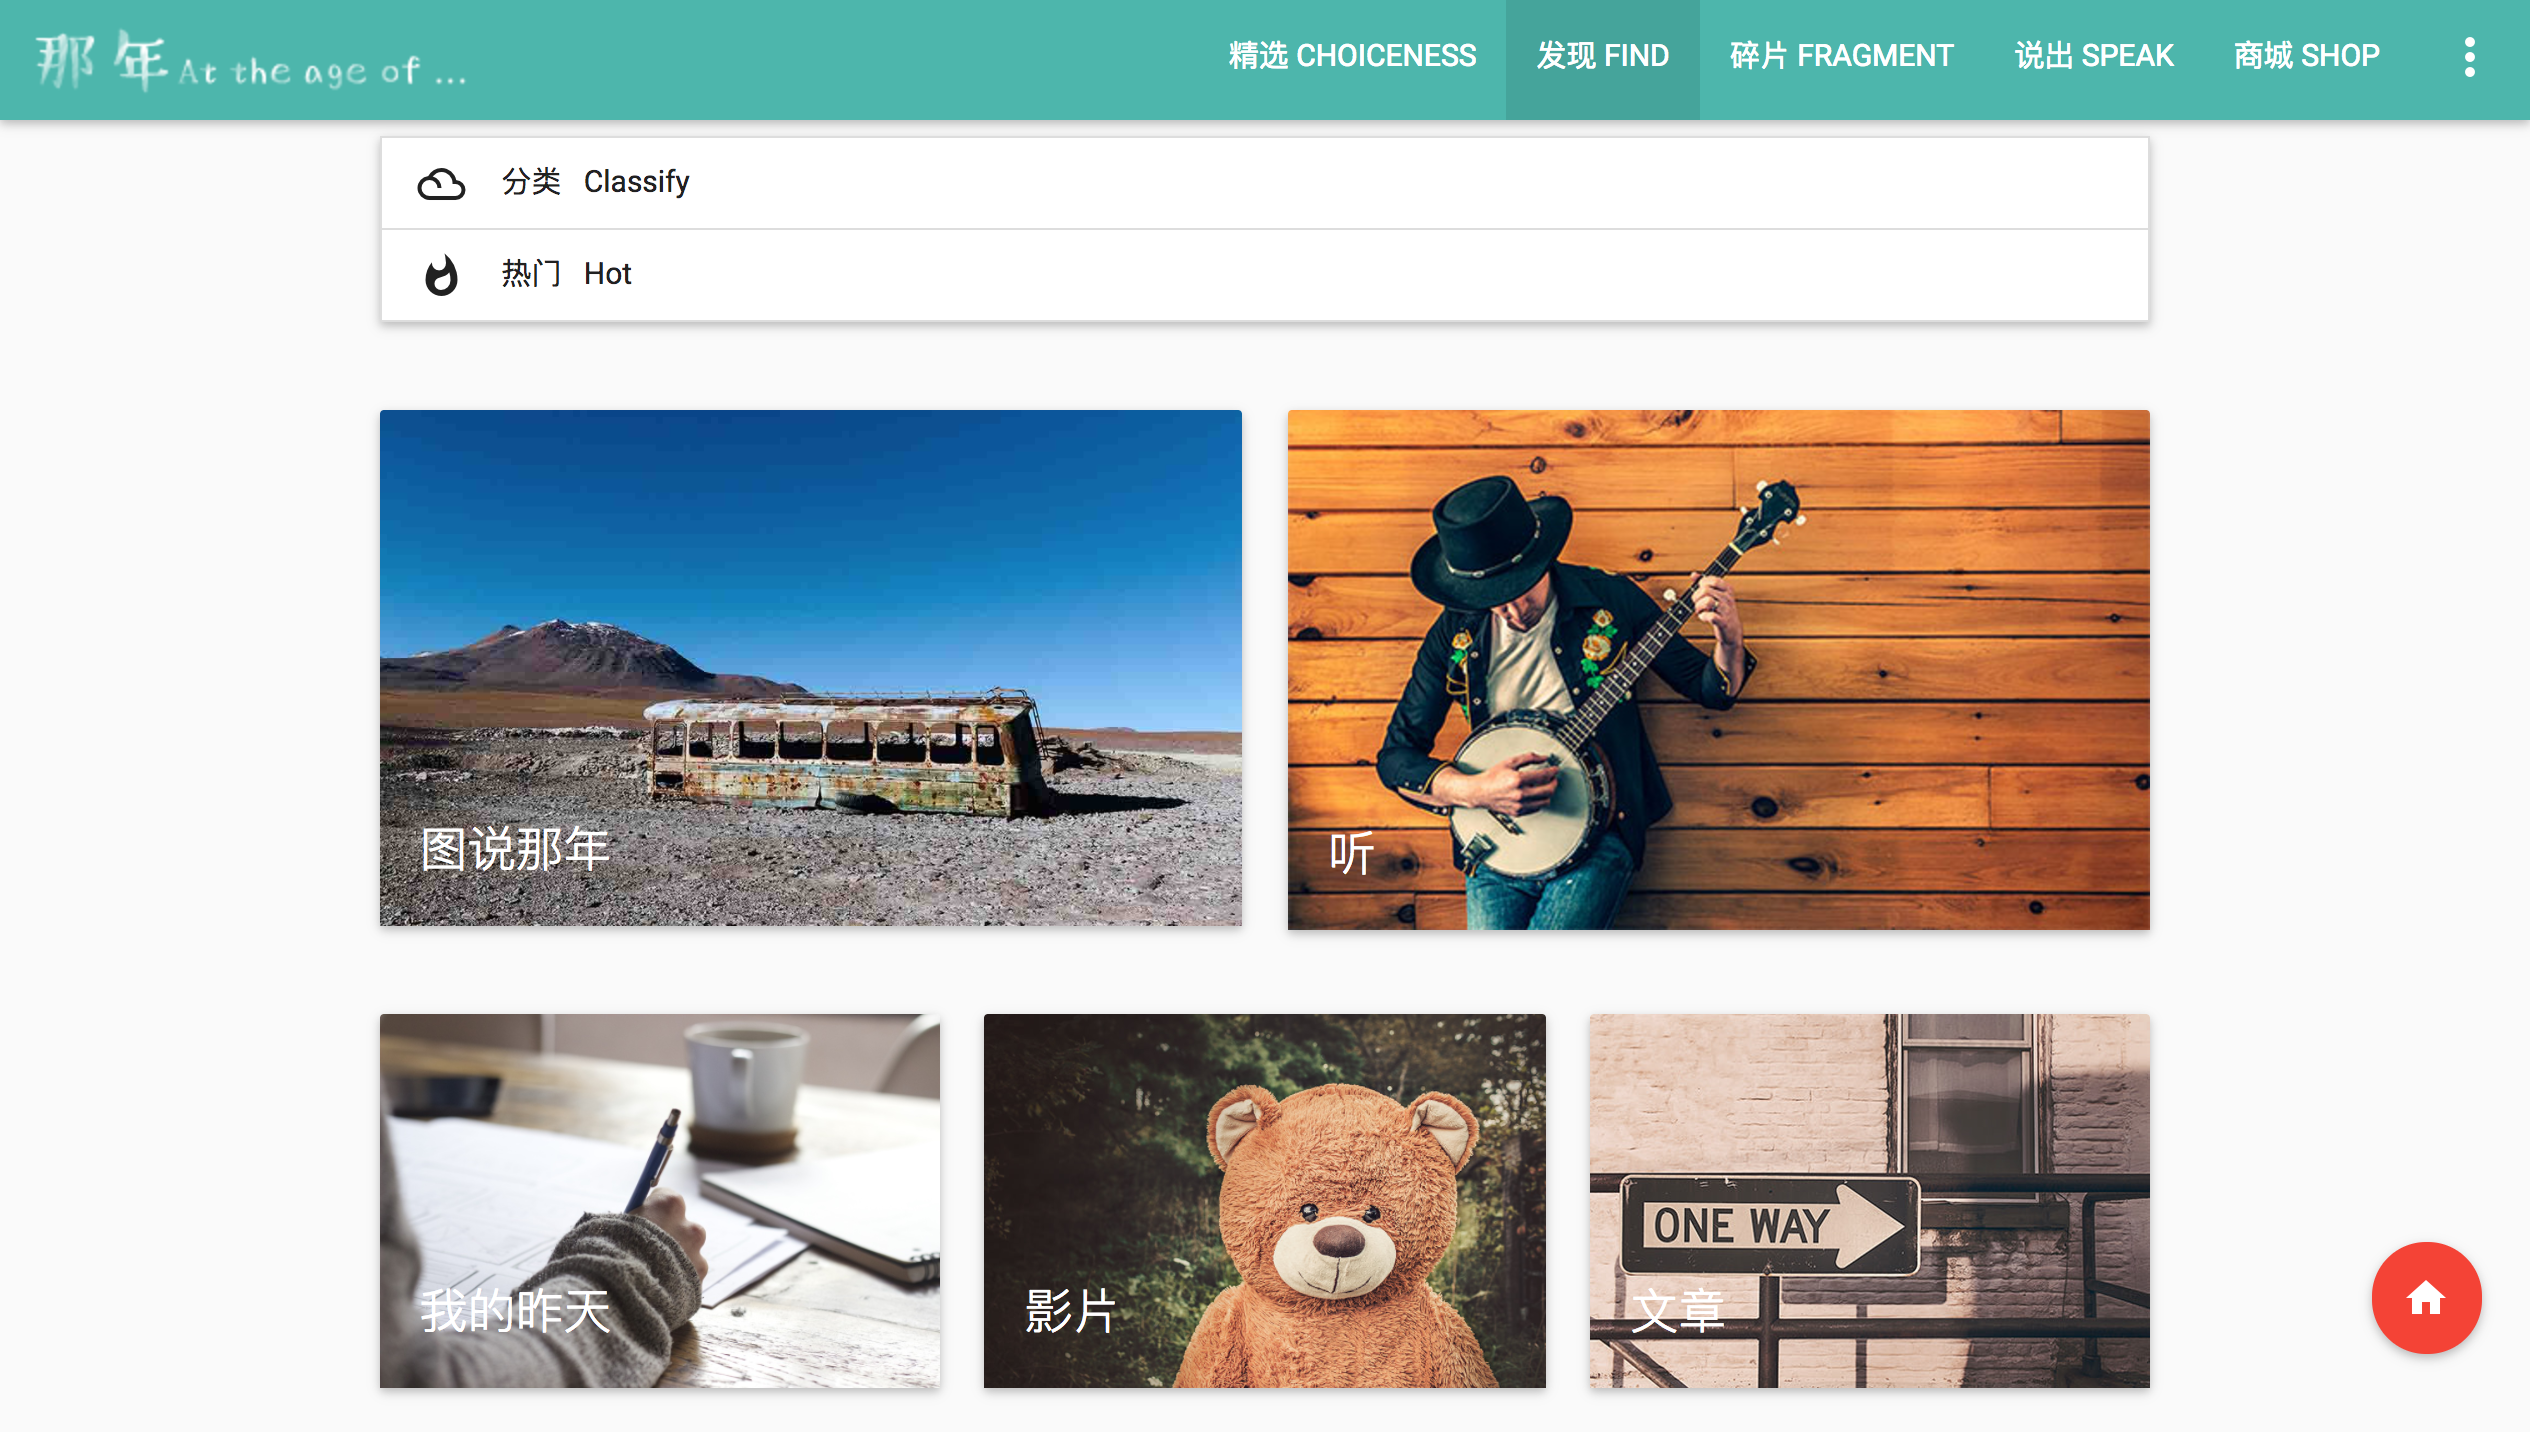 那年 At the age of ...
精选 CHOICENESS
发现 FIND
碎片 FRAGMENT
说出 SPEAK
商城 SHOP
分类 Classify
热门 Hot
图说那年
听
我的昨天
影片
ONE WAY
文章